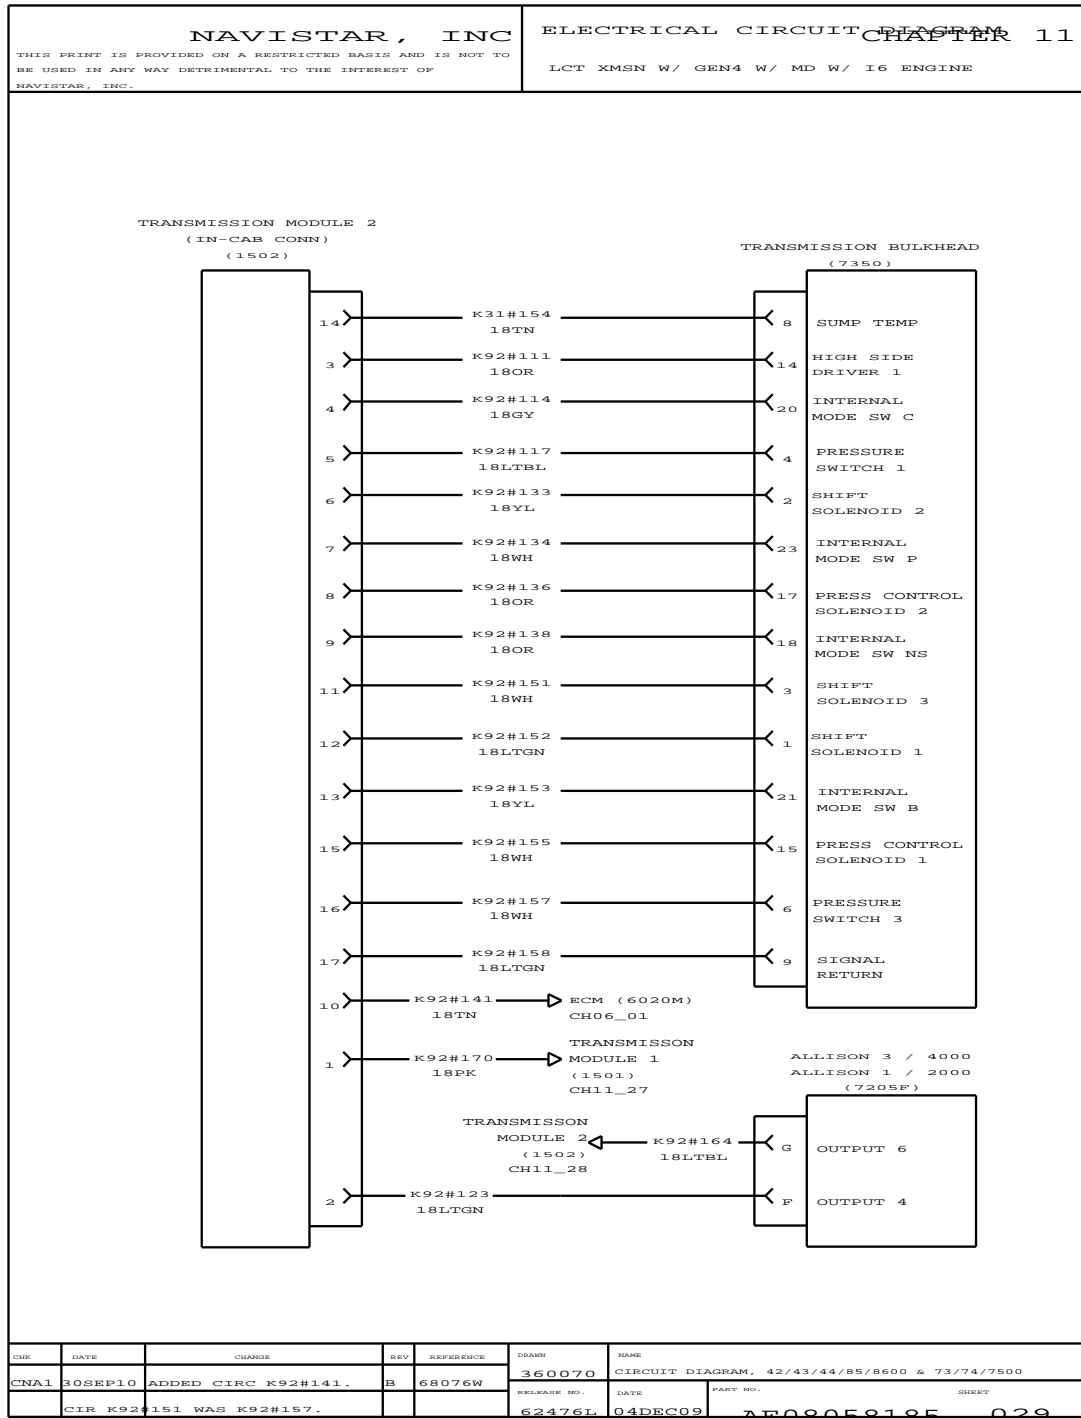 NAVISTAR, INC
THIS PRINT IS PROVIDED ON A RESTRICTED BASIS AND IS NOT TO
BE USED IN ANY WAY DETRIMENTAL TO THE INTEREST OF
NAVISTAR, INC.
ELECTRICAL CIRCUIT DIAGRAM
CHAPTER 11
LCT XMSN W/ GEN4 W/ MD W/ I6 ENGINE
TRANSMISSION MODULE 2
(IN-CAB CONN)
(1502)
TRANSMISSION BULKHEAD
(7350)
14 K31#154 8 SUMP TEMP
18TN
3 K92#111 14 HIGH SIDE
18OR DRIVER 1
4 K92#114 20 INTERNAL
18GY MODE SW C
5 K92#117 4 PRESSURE
18LTBL SWITCH 1
6 K92#133 2 SHIFT
18YL SOLENOID 2
7 K92#134 23 INTERNAL
18WH MODE SW P
8 K92#136 17 PRESS CONTROL
18OR SOLENOID 2
9 K92#138 18 INTERNAL
18OR MODE SW NS
11 K92#151 3 SHIFT
18WH SOLENOID 3
12 K92#152 1 SHIFT
18LTGN SOLENOID 1
13 K92#153 21 INTERNAL
18YL MODE SW B
15 K92#155 15 PRESS CONTROL
18WH SOLENOID 1
16 K92#157 6 PRESSURE
18WH SWITCH 3
17 K92#158 9 SIGNAL
18LTGN RETURN
10 K92#141 ECM (6020M)
18TN CH06_01
TRANSMISSON
1 K92#170 MODULE 1
18PK (1501)
CH11_27
ALLISON 3 / 4000
ALLISON 1 / 2000
(7205F)
TRANSMISSON
MODULE 2 K92#164 G OUTPUT 6
(1502) 18LTBL
CH11_28
2 K92#123 F OUTPUT 4
18LTGN
CHK DATE CHANGE REV REFERENCE
CNA1 30SEP10 ADDED CIRC K92#141. B 68076W
CIR K92#151 WAS K92#157.
DRAWN
360070
NAME
CIRCUIT DIAGRAM, 42/43/44/85/8600 & 73/74/7500
RELEASE NO.
62476L
DATE
04DEC09
PART NO.
AE08058185
SHEET
029